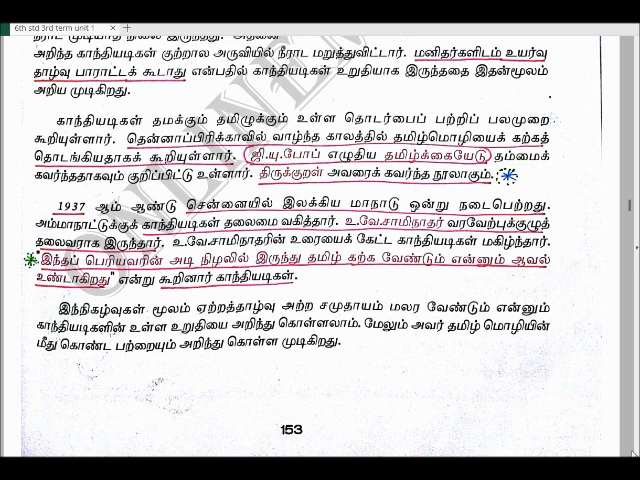 6th std 3rd term unit 1
நீராட முடியாத நிலை இருந்தது. அதனை
அறிந்த காந்தியடிகள் குற்றால அருவியில் நீராட மறுத்துவிட்டார். மனிதர்களிடம் உயர்வு
தாழ்வு பாராட்டக் கூடாது என்பதில் காந்தியடிகள் உறுதியாக இருந்ததை இதன்மூலம்
அறிய முடிகிறது.
காந்தியடிகள் தமக்கும் தமிழுக்கும் உள்ள தொடர்பைப் பற்றிப் பலமுறை
கூறியுள்ளார். தென்னாப்பிரிக்காவில் வாழ்ந்த காலத்தில் தமிழ்மொழியைக் கற்கத்
தொடங்கியதாகக் கூறியுள்ளார். ஜி.யு.போப் எழுதிய தமிழ்க்கையேடு தம்மைக்
கவர்ந்ததாகவும் குறிப்பிட்டு உள்ளார். திருக்குறள் அவரைக் கவர்ந்த நூலாகும்.
1937 ஆம் ஆண்டு சென்னையில் இலக்கிய மாநாடு ஒன்று நடைபெற்றது.
அம்மாநாட்டுக்குக் காந்தியடிகள் தலைமை வகித்தார். உ.வே.சாமிநாதர் வரவேற்புக்குழுத்
தலைவராக இருந்தார். உ.வே.சாமிநாதரின் உரையைக் கேட்ட காந்தியடிகள் மகிழ்ந்தார்.
"இந்தப் பெரியவரின் அடி நிழலில் இருந்து தமிழ் கற்க வேண்டும் என்னும் ஆவல்
உண்டாகிறது" என்று கூறினார் காந்தியடிகள்.
இந்நிகழ்வுகள் மூலம் ஏற்றத்தாழ்வு அற்ற சமுதாயம் மலர வேண்டும் என்னும்
காந்தியடிகளின் உள்ள உறுதியை அறிந்து கொள்ளலாம். மேலும் அவர் தமிழ் மொழியின்
மீது கொண்ட பற்றையும் அறிந்து கொள்ள முடிகிறது.
153